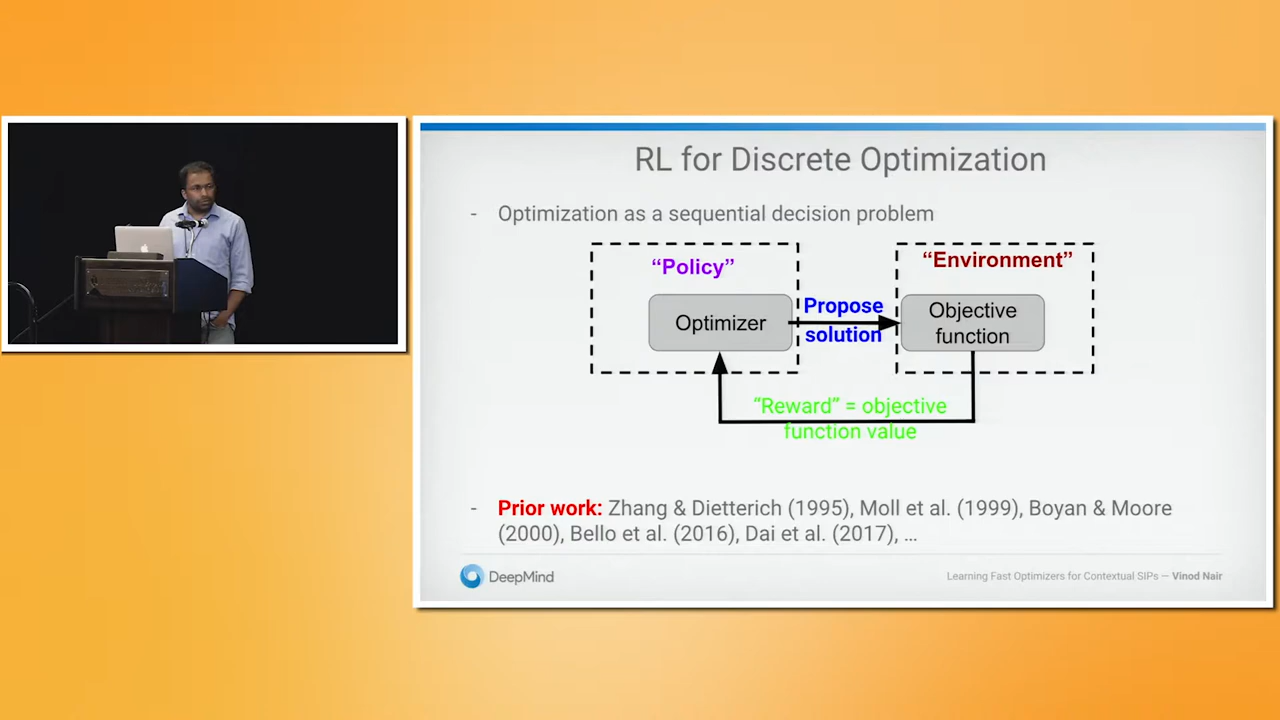 RL for Discrete Optimization
- Optimization as a sequential decision problem
“Policy”
“Environment”
Optimizer
Propose
solution
Objective
function
“Reward” = objective
function value
- Prior work: Zhang & Dietterich (1995), Moll et al. (1999), Boyan & Moore
(2000), Bello et al. (2016), Dai et al. (2017), ...
DeepMind
Learning Fast Optimizers for Contextual SIPs — Vinod Nair